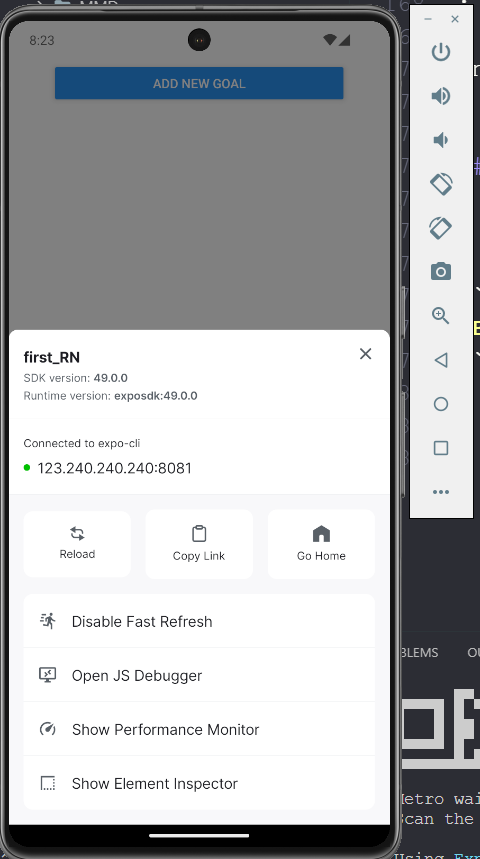 8:23
ADD NEW GOAL
first_RN
SDK version: 49.0.0
Runtime version: exposdk:49.0.0
Connected to expo-cli
123.240.240.240:8081
Reload
Copy Link
Go Home
Disable Fast Refresh
Open JS Debugger
Show Performance Monitor
Show Element Inspector
BLEMS
OU
Metro wai
Scan the
Using Exp